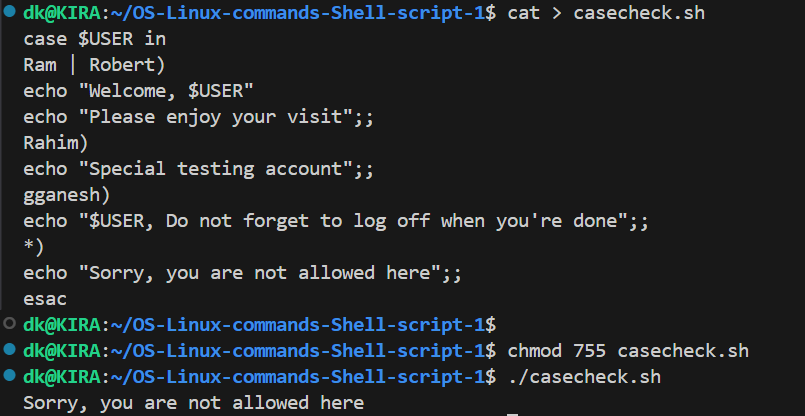 dk@KIRA:~/OS-Linux-commands-Shell-script-1$ cat > casecheck.sh
case $USER in
Ram | Robert)
echo "Welcome, $USER"
echo "Please enjoy your visit";;
Rahim)
echo "Special testing account";;
gganesh)
echo "$USER, Do not forget to log off when you're done";;
*)
echo "Sorry, you are not allowed here";;
esac
dk@KIRA:~/OS-Linux-commands-Shell-script-1$
dk@KIRA:~/OS-Linux-commands-Shell-script-1$ chmod 755 casecheck.sh
dk@KIRA:~/OS-Linux-commands-Shell-script-1$ ./casecheck.sh
Sorry, you are not allowed here